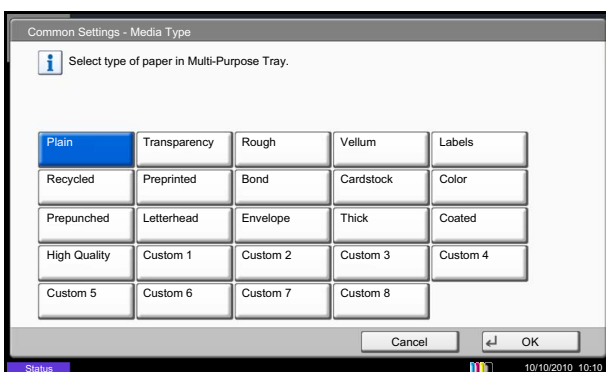 Common Settings - Media Type
Select type of paper in Multi-Purpose Tray.
Plain Transparency Rough Vellum Labels
Recycled Preprinted Bond Cardstock Color
Prepunched Letterhead Envelope Thick Coated
High Quality Custom 1 Custom 2 Custom 3 Custom 4
Custom 5 Custom 6 Custom 7 Custom 8
Cancel OK
Status 10/10/2010 10:10